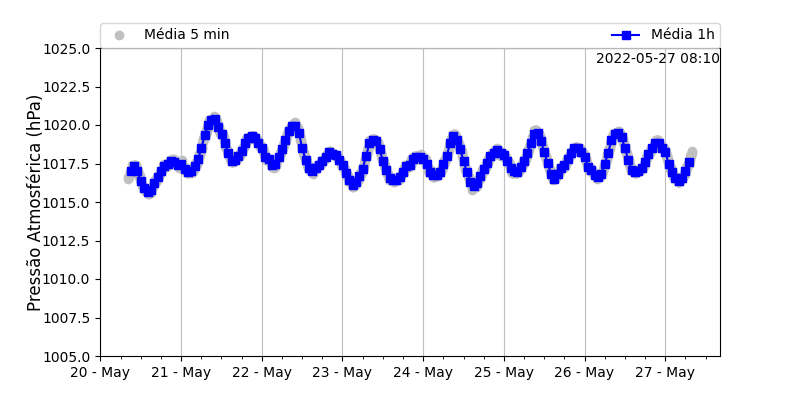 Média 5 min
Média 1h
2022-05-27 08:10
Pressão Atmosférica (hPa)
1025.0
1022.5
1020.0
1017.5
1015.0
1012.5
1010.0
1007.5
1005.0
20 - May
21 - May
22 - May
23 - May
24 - May
25 - May
26 - May
27 - May